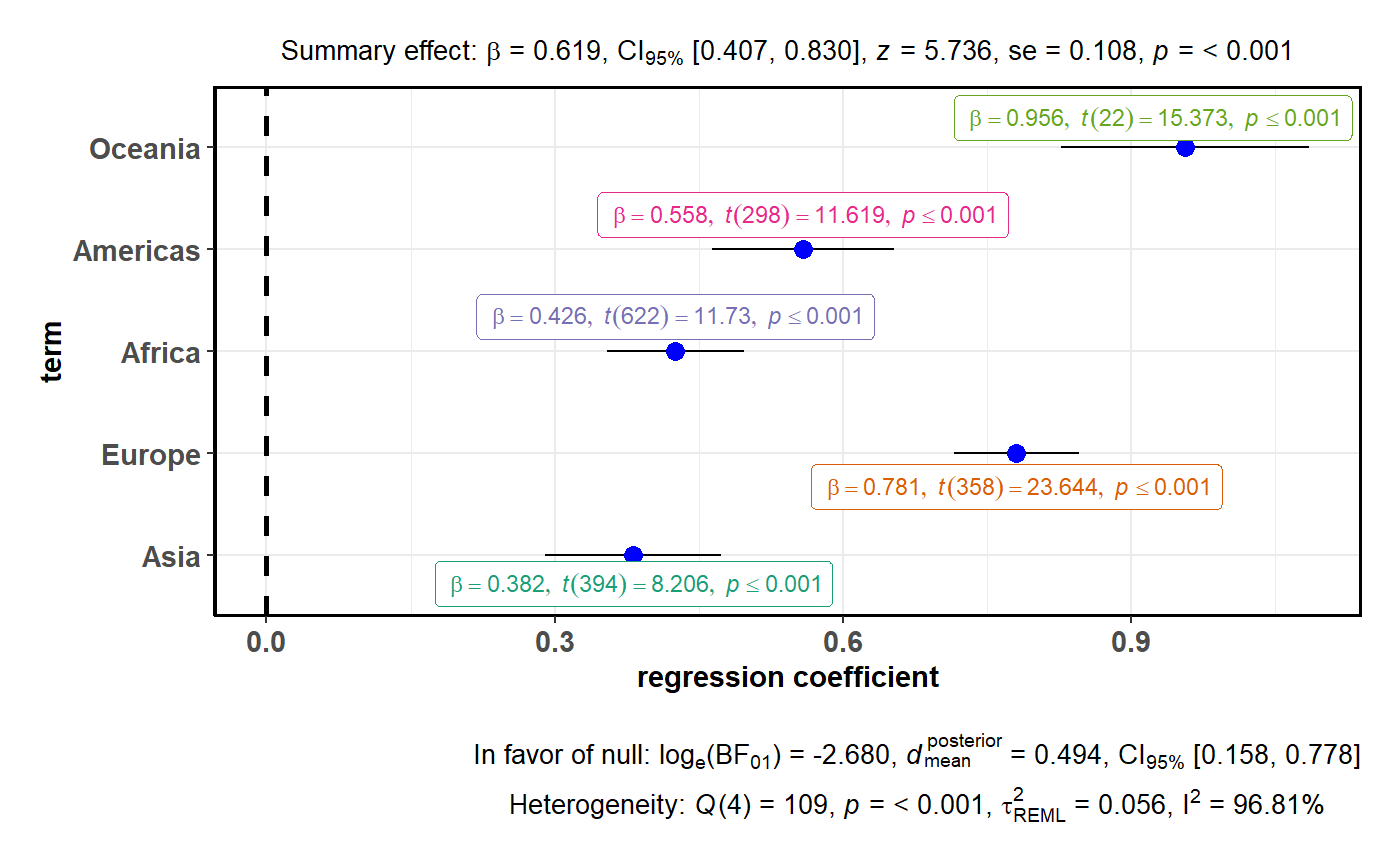 Summary effect: β = 0.619, CI95% [0.407, 0.830], z = 5.736, se = 0.108, p = < 0.001
β = 0.956, t(22) = 15.373, p ≤ 0.001
Oceania
β = 0.558, t(298) = 11.619, p ≤ 0.001
Americas
β = 0.426, t(622) = 11.73, p ≤ 0.001
Africa
term
Europe
β = 0.781, t(358) = 23.644, p ≤ 0.001
Asia
β = 0.382, t(394) = 8.206, p ≤ 0.001
0.0 0.3 0.6 0.9
regression coefficient
In favor of null: loge(BF01) = -2.680, d posterior mean = 0.494, CI95% [0.158, 0.778]
Heterogeneity: Q(4) = 109, p = < 0.001, τ2 REML = 0.056, I2 = 96.81%